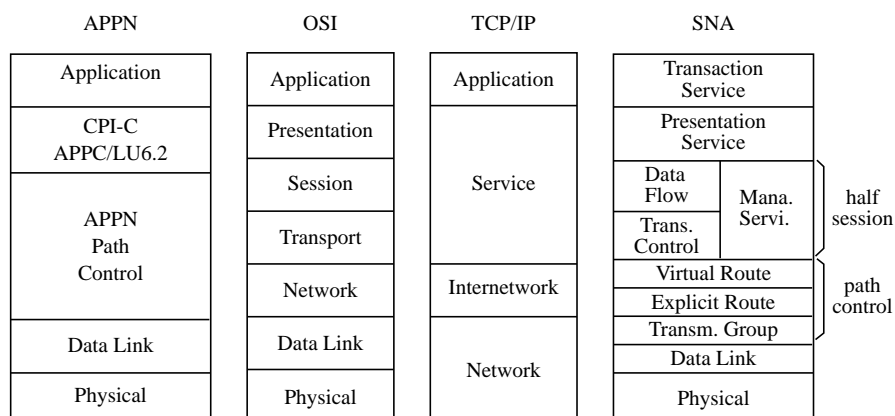 APPN
Application
CPI-C
APPC/LU6.2
APPN
Path
Control
Data Link
Physical
OSI
Application
Presentation
Session
Transport
Network
Data Link
Physical
TCP/IP
Application
Service
Internetwork
Network
SNA
Transaction
Service
Presentation
Service
Data
Flow
Trans.
Control
Mana.
Servi.
half
session
Virtual Route
Explicit Route
Transm. Group
path
control
Data Link
Physical